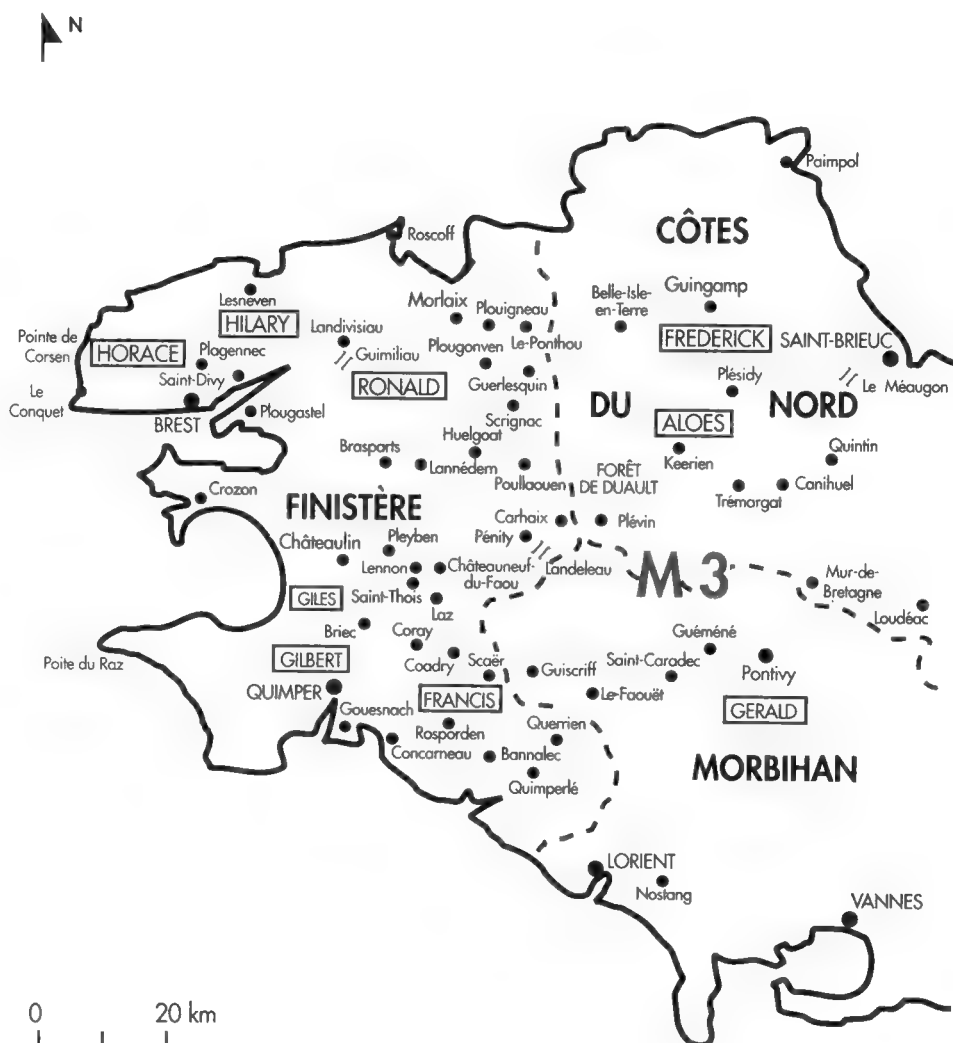 N
Paimpol
CÔTES
Roscoff
Lesneven
HILARY
Morlaix
Plouigneau
Belle-Isle-
en-Terre
Guingamp
Landivisiau
Pointe de
Corsen
HORACE
Plagennec
Guimiliau
Plougonven
Le-Ponthou
FREDERICK
SAINT-BRIEUC
Saint-Divy
RONALD
Guerlesquin
Plésidy
Le Méaugon
Le
Conquet
BREST
Plougastel
Scrignac
DU
NORD
ALOES
Huelgoat
Brasparts
Lannédern
Poullaouen
Keerien
Quintin
FORÊT
DE DUAULT
Trémargat
Canihuel
Crozon
FINISTÈRE
Carhaix
Plévin
Pleyben
Pénity
Châteaulin
Lennon
Châteauneuf-
du-Faou
Landeleau
M 3
Mur-de-
Bretagne
GILES
Saint-Thois
Laz
Loudéac
Briec
Coray
Guéméné
Poite du Raz
GILBERT
Coadry
Scaër
Guiscriff
Saint-Caradec
Pontivy
QUIMPER
FRANCIS
Le-Faouët
GERALD
Gouesnach
Rosporden
Querrien
Concarneau
Bannalec
MORBIHAN
Quimperlé
LORIENT
Nostang
VANNES
0 20 km